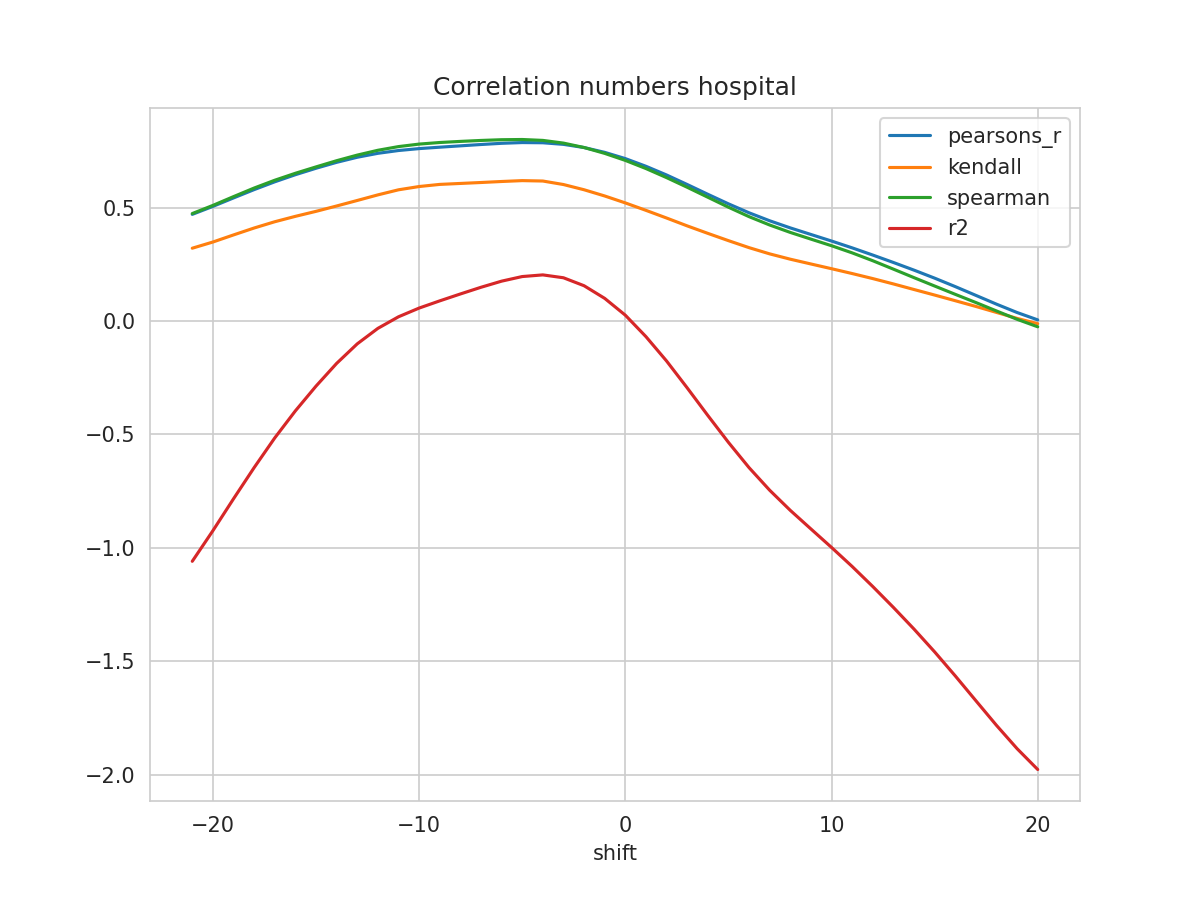 Correlation numbers hospital
pearsons_r
kendall
spearman
r2
0.5
0.0
−0.5
−1.0
−1.5
−2.0
−20 −10 0 10 20
shift